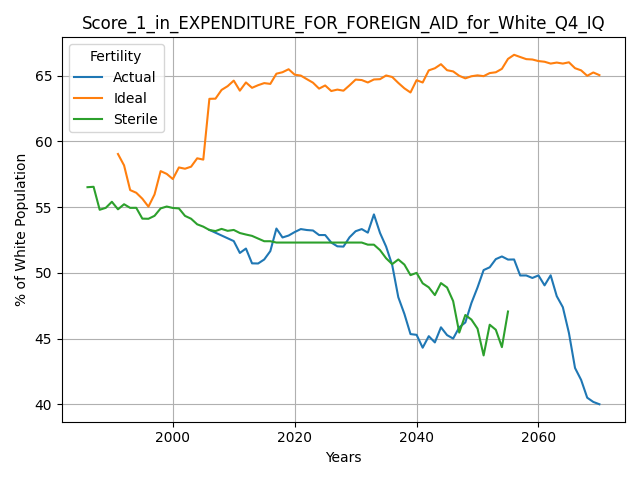 Score_1_in_EXPENDITURE_FOR_FOREIGN_AID_for_White_Q4_IQ
Fertility
Actual
Ideal
Sterile
% of White Population
65
60
55
50
45
40
2000
2020
2040
2060
Years